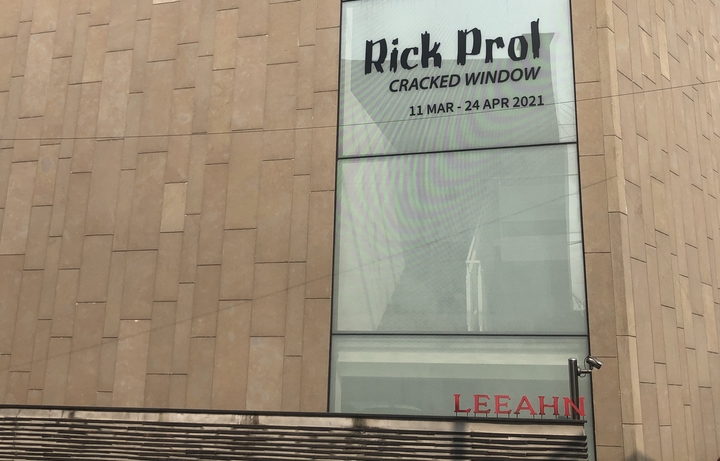 Rick Prol
CRACKED WINDOW
11 MAR - 24 APR 2021
LEEAHN